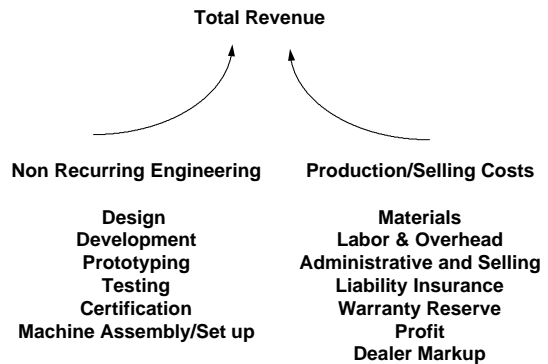 Total Revenue
Non Recurring Engineering
Design
Development
Prototyping
Testing
Certification
Machine Assembly/Set up
Production/Selling Costs
Materials
Labor & Overhead
Administrative and Selling
Liability Insurance
Warranty Reserve
Profit
Dealer Markup